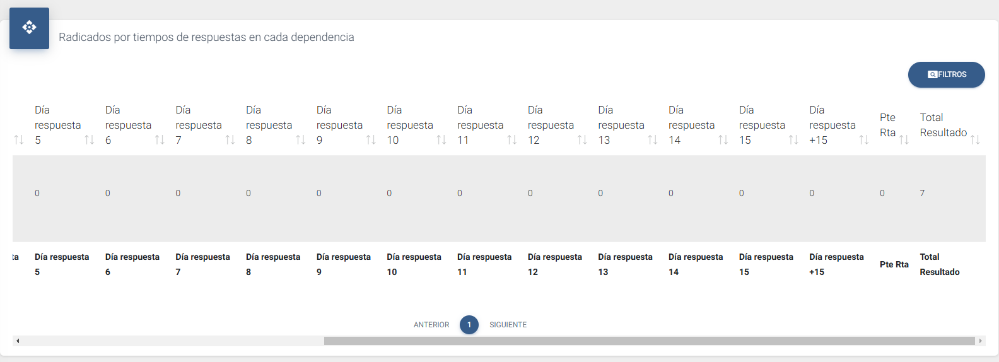 Radicados por tiempos de respuestas en cada dependencia
FILTROS
Día respuesta 5
Día respuesta 6
Día respuesta 7
Día respuesta 8
Día respuesta 9
Día respuesta 10
Día respuesta 11
Día respuesta 12
Día respuesta 13
Día respuesta 14
Día respuesta 15
Día respuesta +15
Pte Rta
Total Resultado
0 0 0 0 0 0 0 0 0 0 0 0 0 7
ta
Día respuesta 5
Día respuesta 6
Día respuesta 7
Día respuesta 8
Día respuesta 9
Día respuesta 10
Día respuesta 11
Día respuesta 12
Día respuesta 13
Día respuesta 14
Día respuesta 15
Día respuesta +15
Pte Rta
Total Resultado
ANTERIOR 1 SIGUIENTE